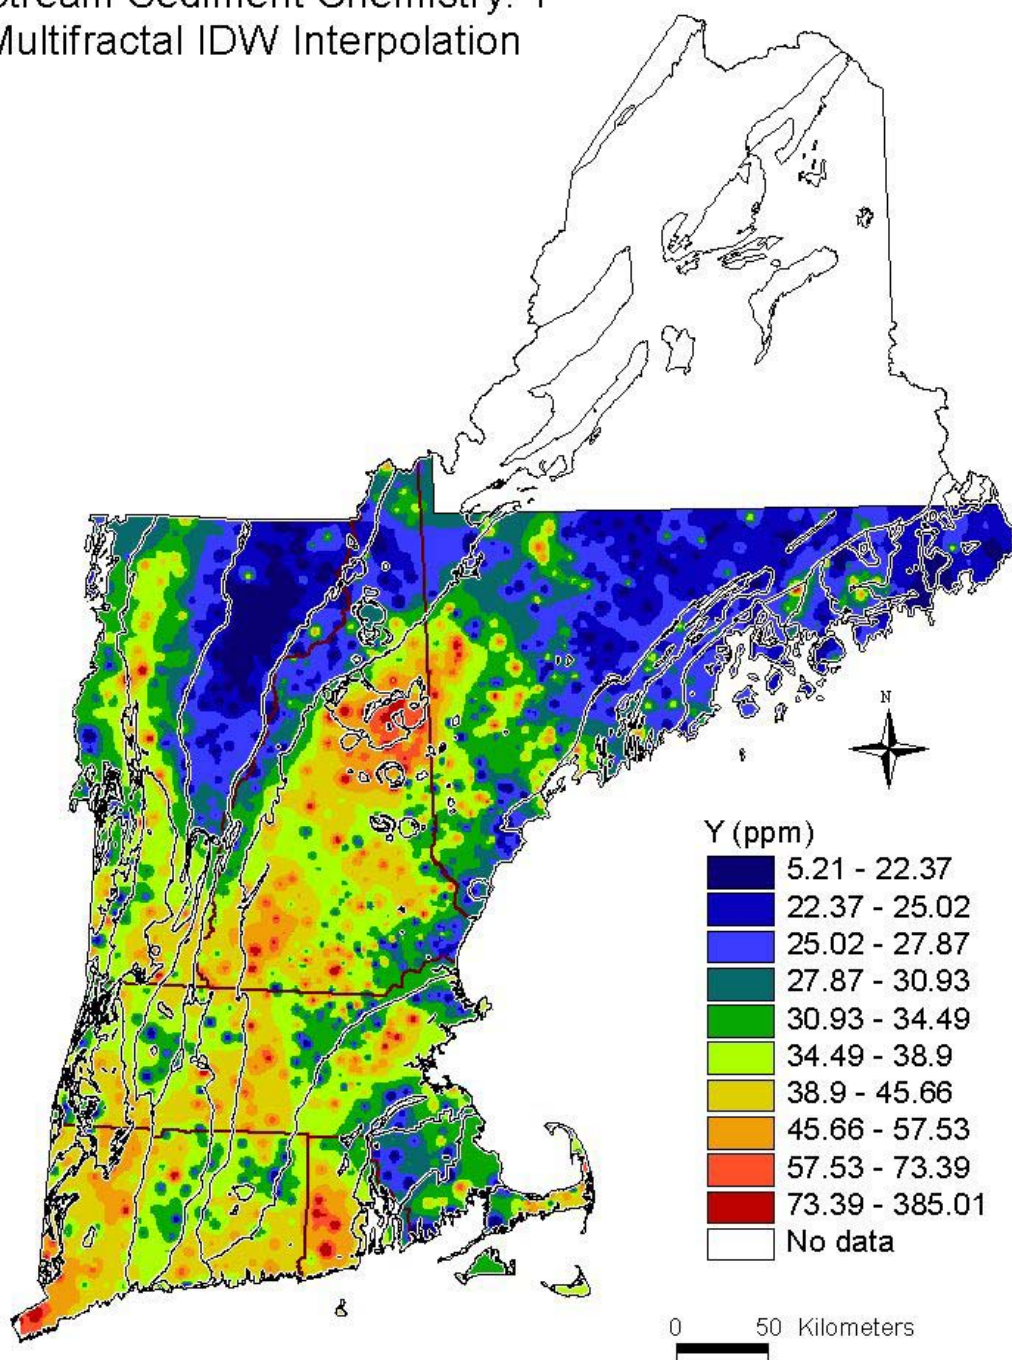 Multifractal IDW Interpolation
N
Y (ppm)
5.21 - 22.37
22.37 - 25.02
25.02 - 27.87
27.87 - 30.93
30.93 - 34.49
34.49 - 38.9
38.9 - 45.66
45.66 - 57.53
57.53 - 73.39
73.39 - 385.01
No data
0 50 Kilometers